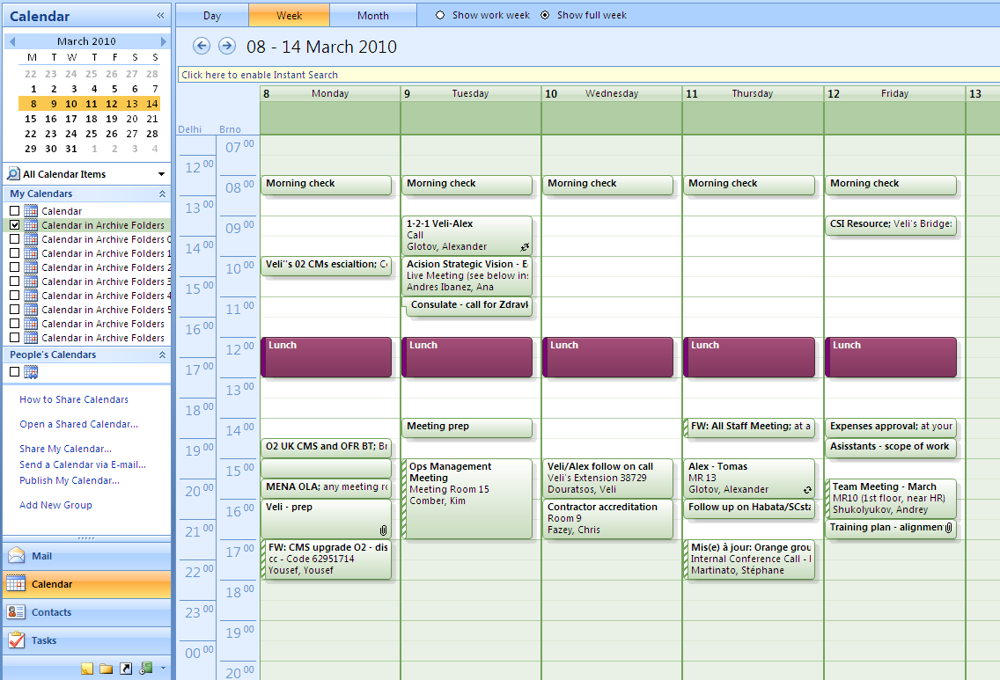 Calendar «
March 2010
M T W T F S S
22 23 24 25 26 27 28
1 2 3 4 5 6 7
8 9 10 11 12 13 14
15 16 17 18 19 20 21
22 23 24 25 26 27 28
29 30 31 1 2 3 4
All Calendar Items
My Calendars
Calendar
Calendar in Archive Folders
Calendar in Archive Folders 0
Calendar in Archive Folders 1
Calendar in Archive Folders 2
Calendar in Archive Folders 3
Calendar in Archive Folders 4
Calendar in Archive Folders 5
Calendar in Archive Folders
Calendar in Archive Folders
People's Calendars
How to Share Calendars
Open a Shared Calendar...
Share My Calendar...
Send a Calendar via E-mail...
Publish My Calendar...
Add New Group
Mail
Calendar
Contacts
Tasks
Day Week Month Show work week Show full week
08 - 14 March 2010
Click here to enable Instant Search
8 Monday 9 Tuesday 10 Wednesday 11 Thursday 12 Friday 13
Delhi Brno
12 00
13 00
14 00
15 00
16 00
17 00
18 00
19 00
20 00
21 00
22 00
23 00
00 00
07 00
08 00
09 00
10 00
11 00
12 00
13 00
14 00
15 00
16 00
17 00
18 00
19 00
20 00
Morning check
Veli''s 02 CMs escialtion;
Lunch
O2 UK CMS and OFR BT;
MENA OLA; any meeting
Veli - prep
FW: CMS upgrade O2 - dis
cc - Code 62951714
Yousef, Yousef
Morning check
1-2-1 Veli-Alex
Call
Glotov, Alexander
Acision Strategic Vision - E
Live Meeting (see below ins
Andres Ibanez, Ana
Consulate - call for Zdravk
Lunch
Meeting prep
Ops Management
Meeting
Meeting Room 15
Comber, Kim
Morning check
Lunch
Veli/Alex follow on call
Veli's Extension 38729
Douratsos, Veli
Contractor accreditation
Room 9
Fazey, Chris
Morning check
Lunch
FW: All Staff Meeting; at a
Alex - Tomas
MR 13
Glotov, Alexander
Follow up on Habata/SCsta
Mis(e) à jour: Orange grou
Internal Conference Call -
Martinato, Stéphane
Morning check
CSI Resource; Veli's Bridge:
Lunch
Expenses approval; at your
Asistants - scope of work
Team Meeting - March
MR10 (1st floor, near HR)
Shukolyukov, Andrey
Training plan - alignmen